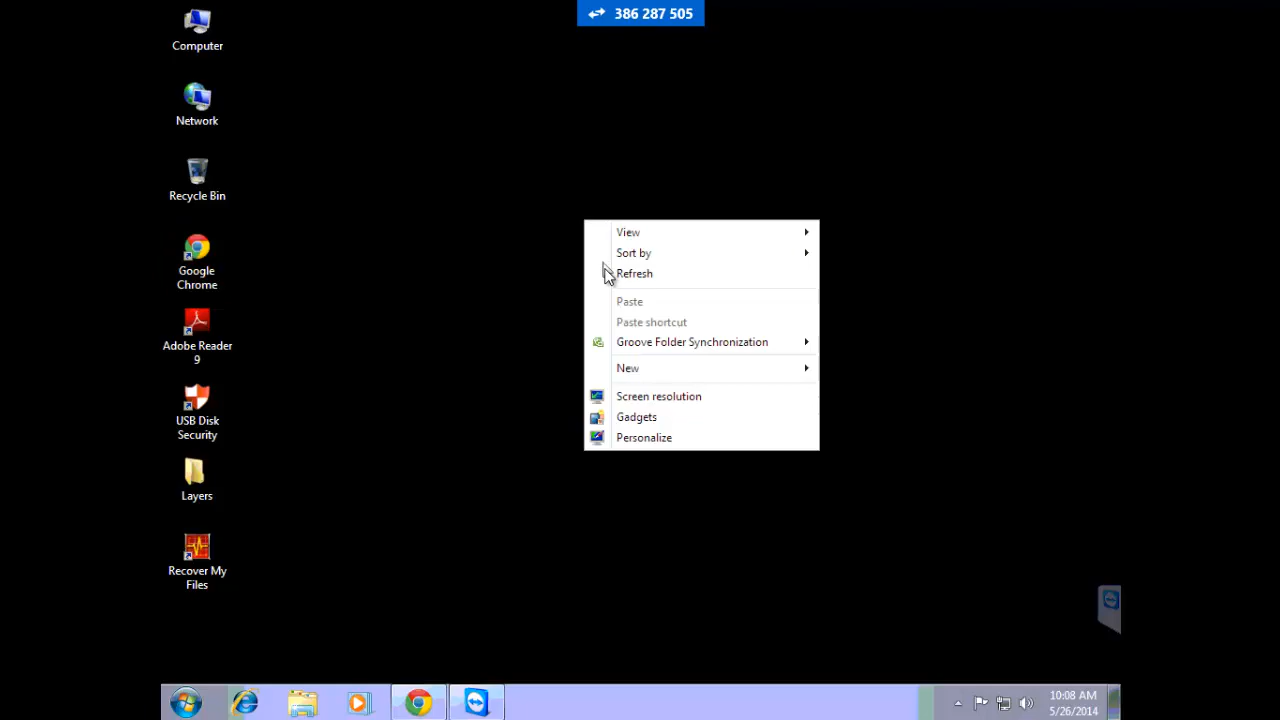 386 287 505
Computer
Network
Recycle Bin
Google
Chrome
Adobe Reader
9
USB Disk
Security
Layers
Recover My
Files
View
Sort by
Refresh
Paste
Paste shortcut
Groove Folder Synchronization
New
Screen resolution
Gadgets
Personalize
10:08 AM
5/26/2014